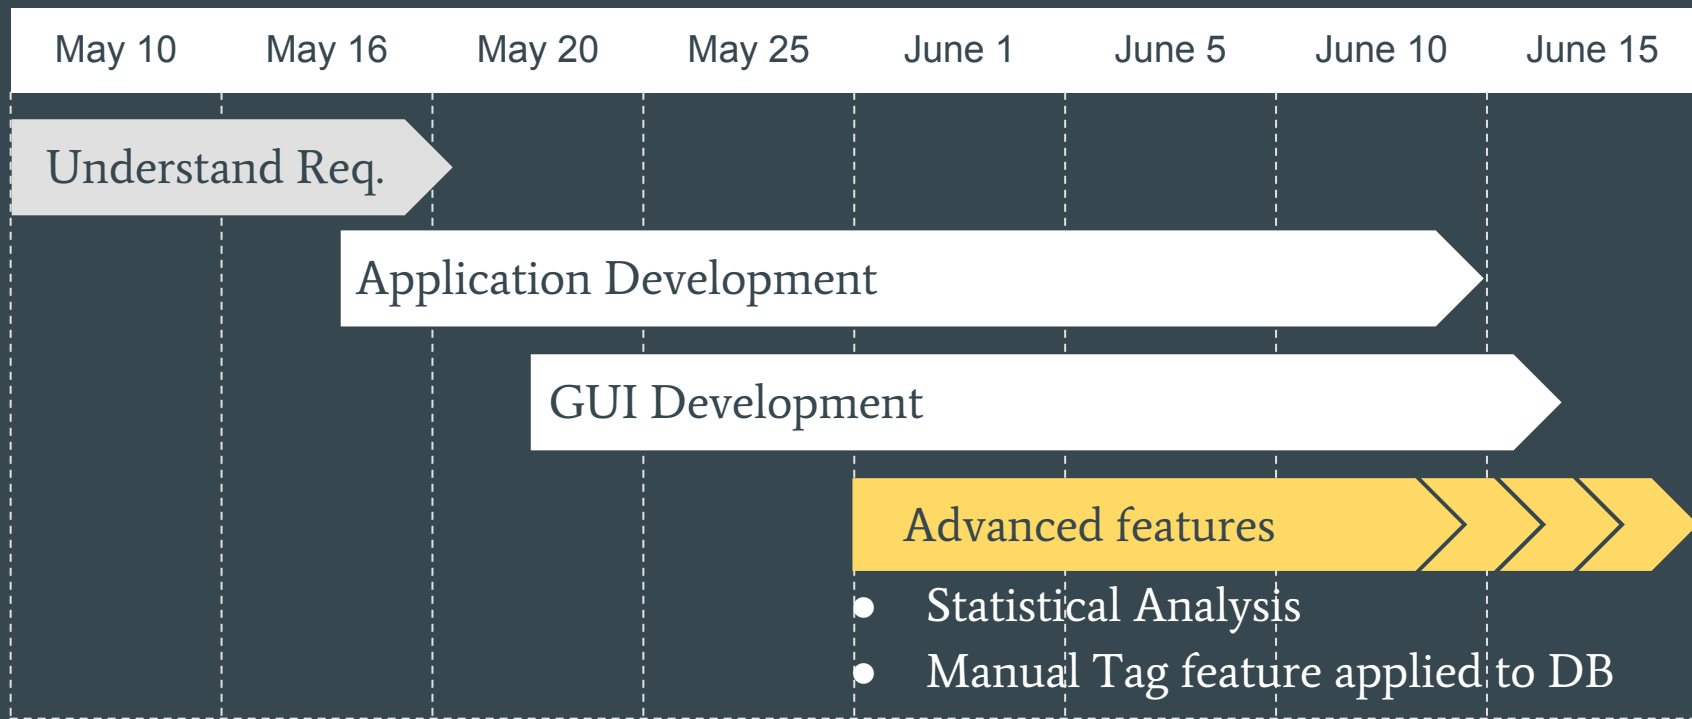 May 10 May 16 May 20 May 25 June 1 June 5 June 10 June 15
Understand Req.
Application Development
GUI Development
Advanced features
● Statistical Analysis
● Manual Tag feature applied to DB